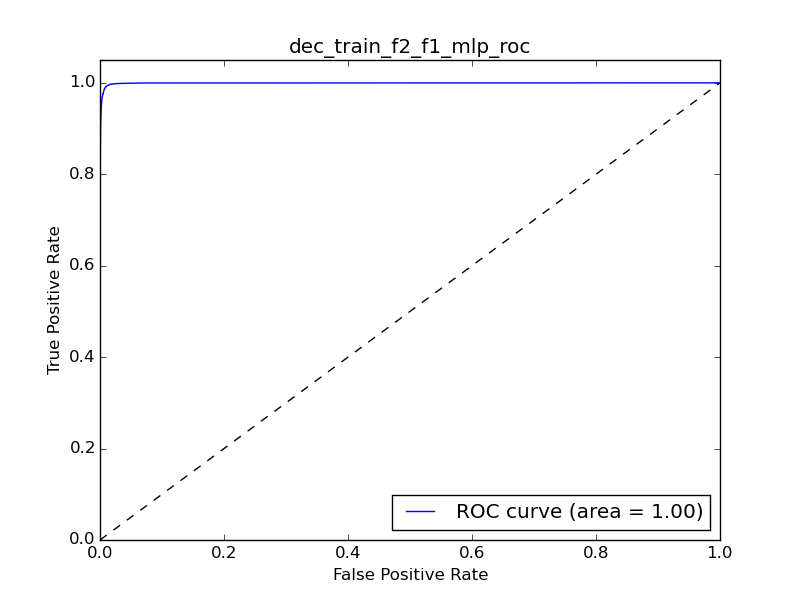 dec_train_f2_f1_mlp_roc
1.0
0.8
0.6
0.4
0.2
0.0
True Positive Rate
ROC curve (area = 1.00)
0.0 0.2 0.4 0.6 0.8 1.0
False Positive Rate